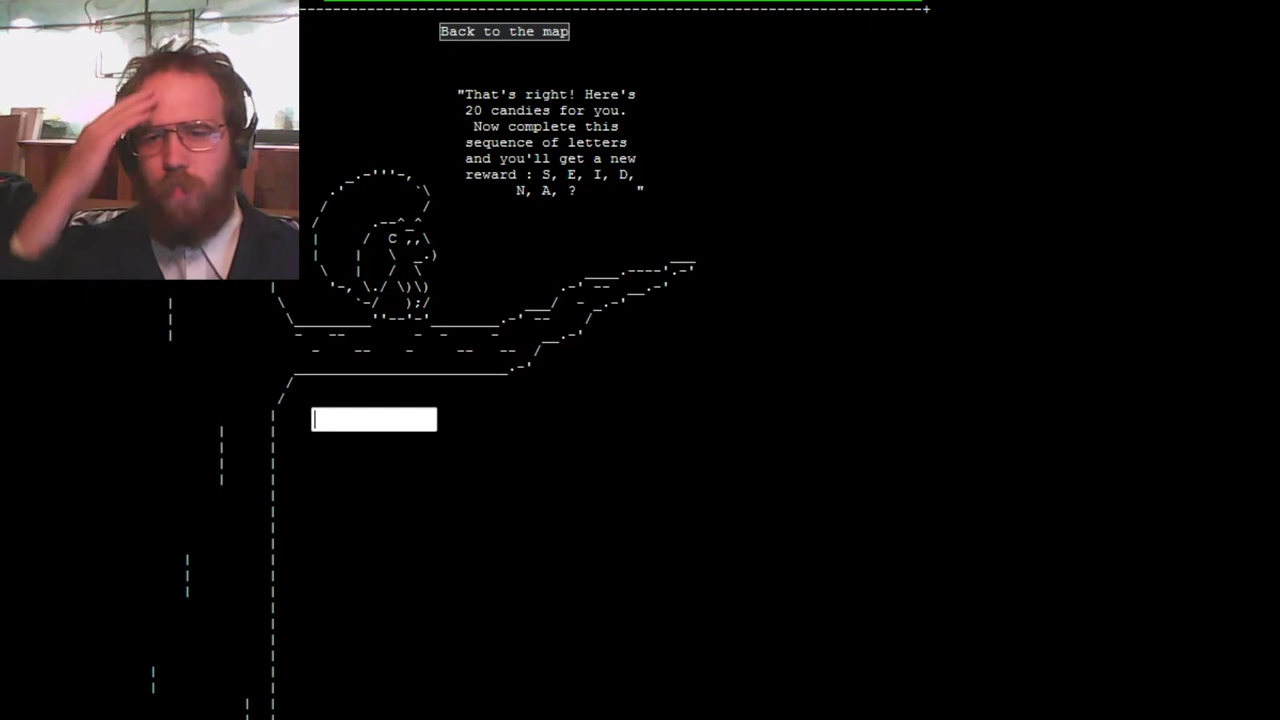 Back to the map
"That's right! Here's
20 candies for you.
Now complete this
sequence of letters
and you'll get a new
reward : S, E, I, D,
N, A, ? "